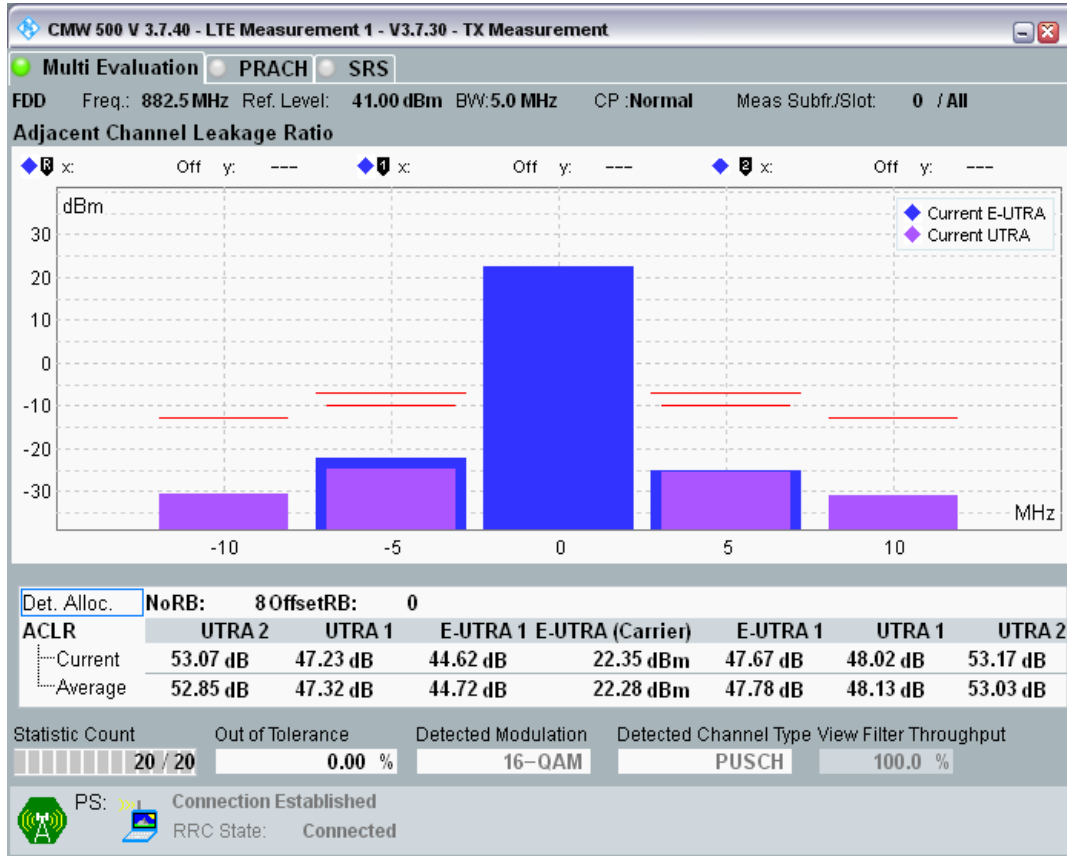 CMW 500 V 3.7.40 - LTE Measurement 1 - V3.7.30 - TX Measurement
Multi Evaluation PRACH SRS
FDD Freq.: 882.5 MHz Ref. Level: 41.00 dBm BW:5.0 MHz CP :Normal Meas Subfr./Slot: 0 / All
Adjacent Channel Leakage Ratio
R x: Off y: --- 1 x: Off y: --- 2 x: Off y: ---
dBm
Current E-UTRA
Current UTRA
30
20
10
0
-10
-20
-30
MHz
-10 -5 0 5 10
Det. Alloc. NoRB: 8 OffsetRB: 0
ACLR UTRA 2 UTRA 1 E-UTRA 1 E-UTRA (Carrier) E-UTRA 1 UTRA 1 UTRA 2
Current 53.07 dB 47.23 dB 44.62 dB 22.35 dBm 47.67 dB 48.02 dB 53.17 dB
Average 52.85 dB 47.32 dB 44.72 dB 22.28 dBm 47.78 dB 48.13 dB 53.03 dB
Statistic Count Out of Tolerance Detected Modulation Detected Channel Type View Filter Throughput
20 / 20 0.00 % 16-QAM PUSCH 100.0 %
PS: Connection Established
RRC State: Connected